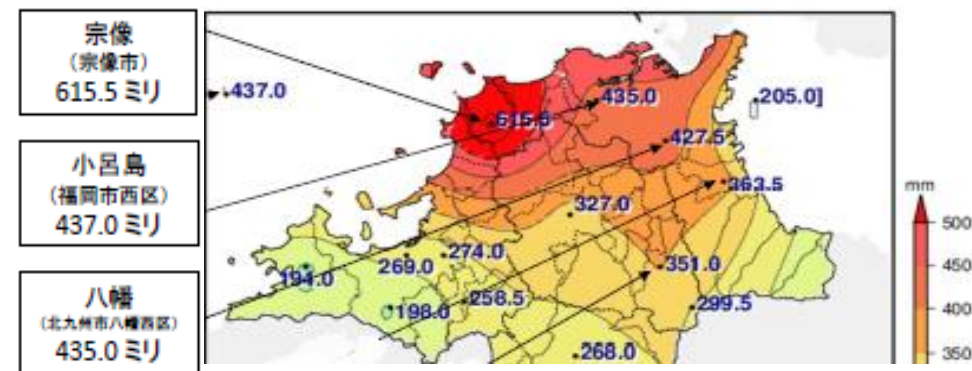 宗像
(宗像市)
615.5 ミリ
小呂島
(福岡市西区)
437.0 ミリ
八幡
(北九州市八幡西区)
435.0 ミリ
437.0
435.0
205.0]
615.5
427.5
363.5
327.0
274.0
269.0
351.0
194.0
258.5
198.0
299.5
268.0
mm
500
450
400
350